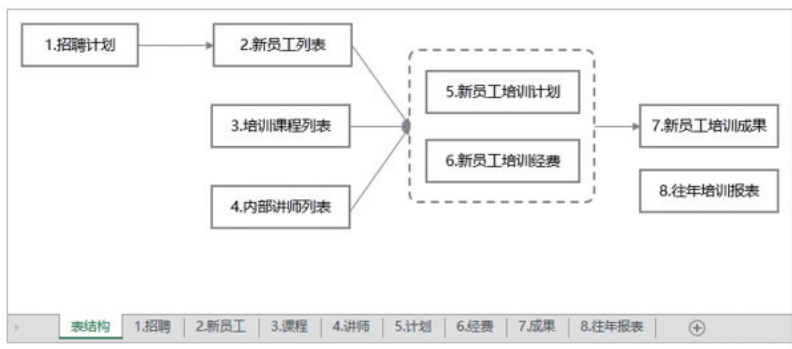 1.招聘计划
2.新员工列表
3.培训课程列表
4.内部讲师列表
5.新员工培训计划
6.新员工培训经费
7.新员工培训成果
8.往年培训报表
表结构 1.招聘 2.新员工 3.课程 4.讲师 5.计划 6.经费 7.成果 8.往年报表